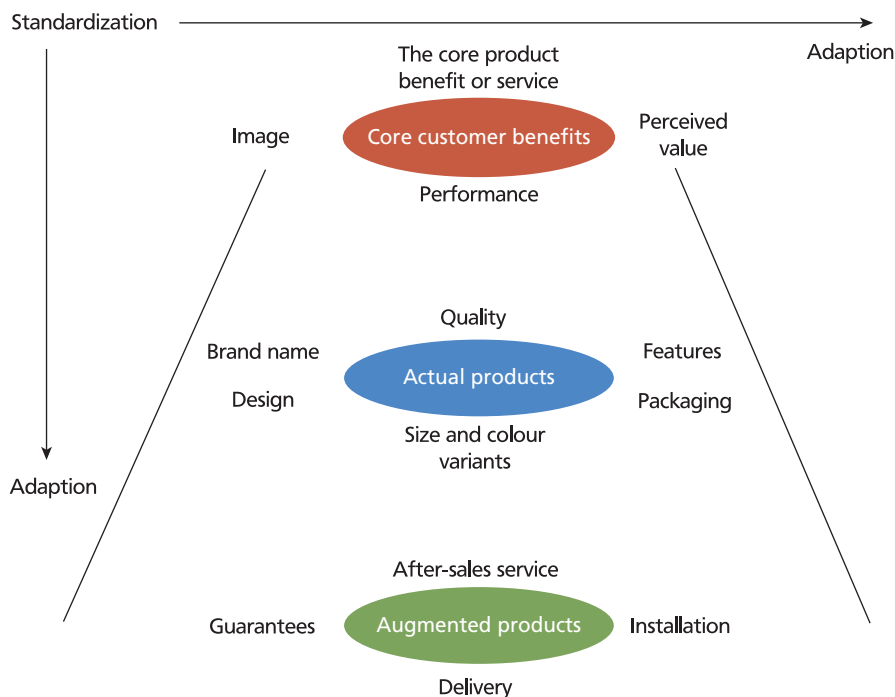 Standardization
Adaption
The core product
benefit or service
Image
Core customer benefits
Perceived
value
Performance
Quality
Brand name
Features
Actual products
Design
Packaging
Size and colour
variants
Adaption
After-sales service
Guarantees
Augmented products
Installation
Delivery